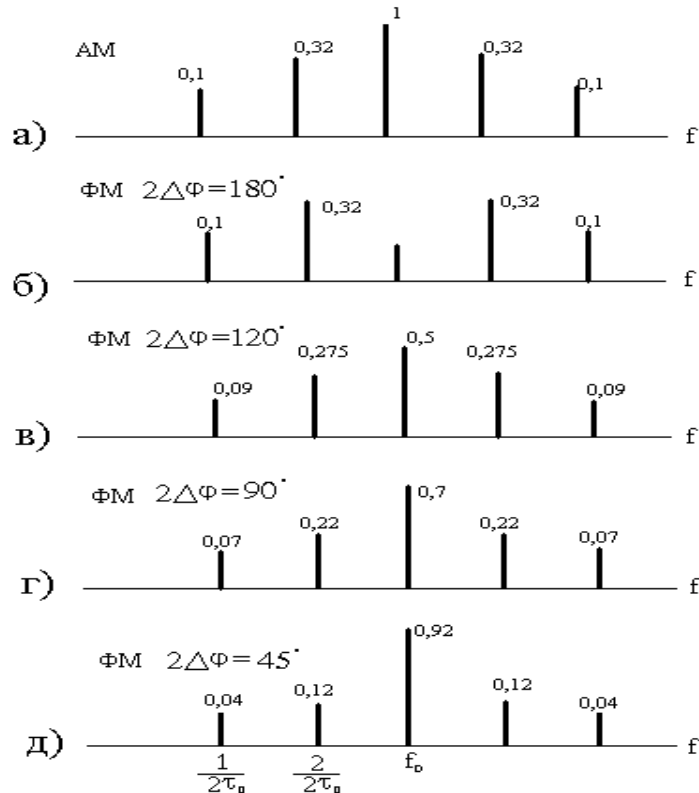 1
АМ
0,32
0,32
0,1
0,1
а)
f
ФМ 2△φ=180°
0,1
0,32
0,32
0,1
б)
f
ФМ 2△φ=120°
0,5
0,275
0,275
0,09
0,09
в)
f
ФМ 2△φ=90°
0,7
0,22
0,22
0,07
0,07
г)
f
ФМ 2△φ=45°
0,92
0,04
0,12
0,12
0,04
д)
f
1/2τ₀
2/2τ₀
f₀